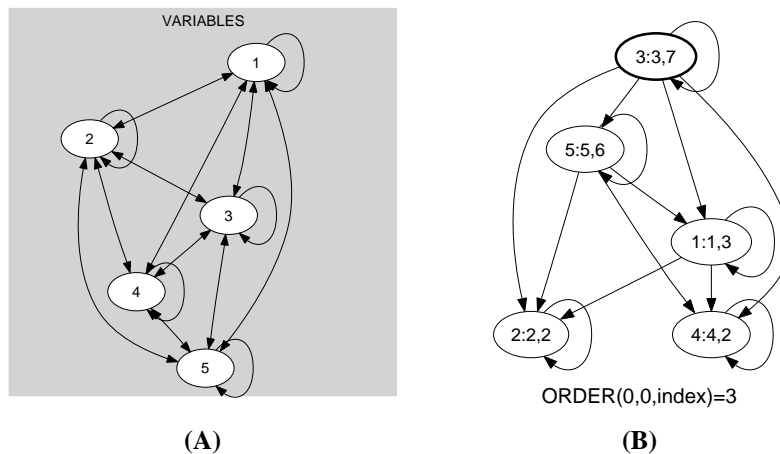 VARIABLES
1
2
3
4
5
3:3,7
5:5,6
1:1,3
2:2,2
4:4,2
ORDER(0,0,index)=3
(A)
(B)